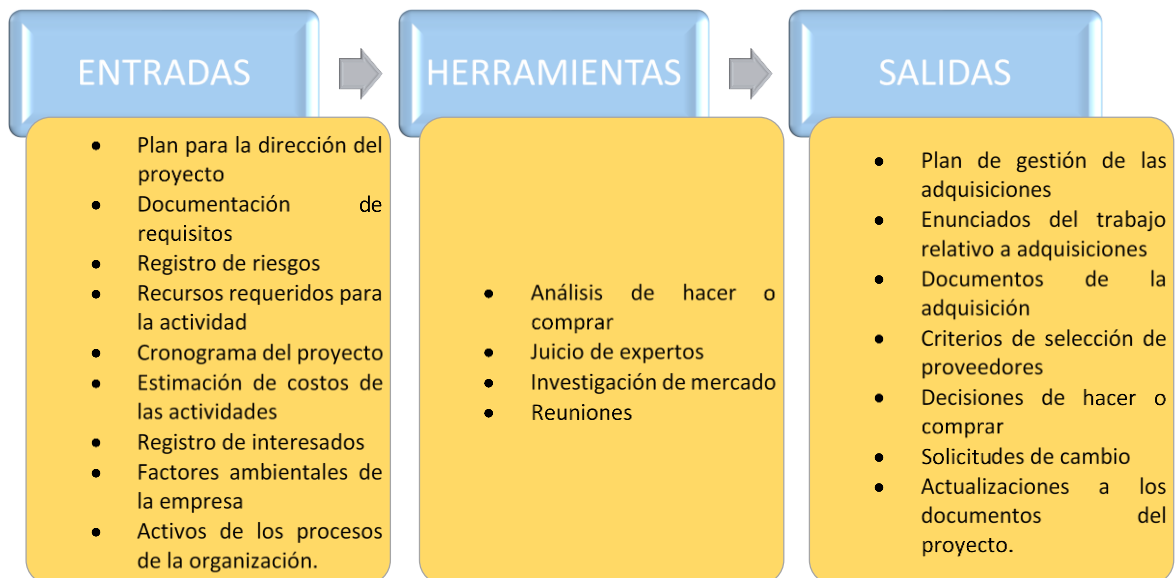 ENTRADAS
• Plan para la dirección del
proyecto
• Documentación de
requisitos
• Registro de riesgos
• Recursos requeridos para
la actividad
• Cronograma del proyecto
• Estimación de costos de
las actividades
• Registro de interesados
• Factores ambientales de
la empresa
• Activos de los procesos
de la organización.
HERRAMIENTAS
• Análisis de hacer o
comprar
• Juicio de expertos
• Investigación de mercado
• Reuniones
SALIDAS
• Plan de gestión de las
adquisiciones
• Enunciados del trabajo
relativo a adquisiciones
• Documentos de la
adquisición
• Criterios de selección de
proveedores
• Decisiones de hacer o
comprar
• Solicitudes de cambio
• Actualizaciones a los
documentos del
proyecto.